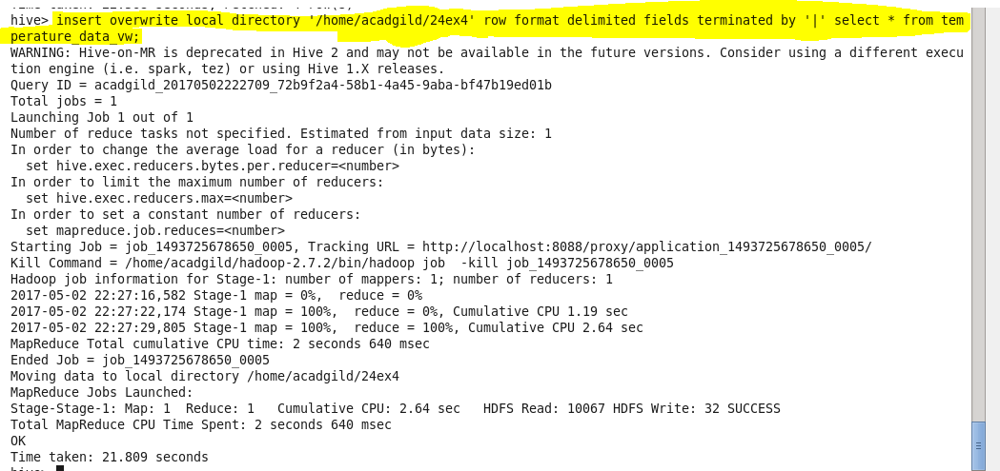 hive> insert overwrite local directory '/home/acadgild/24ex4' row format delimited fields terminated by '|' select * from tem
perature_data_vw;
WARNING: Hive-on-MR is deprecated in Hive 2 and may not be available in the future versions. Consider using a different execu
tion engine (i.e. spark, tez) or using Hive 1.X releases.
Query ID = acadgild_20170502222709_72b9f2a4-58b1-4a45-9aba-bf47b19ed01b
Total jobs = 1
Launching Job 1 out of 1
Number of reduce tasks not specified. Estimated from input data size: 1
In order to change the average load for a reducer (in bytes):
  set hive.exec.reducers.bytes.per.reducer=<number>
In order to limit the maximum number of reducers:
  set hive.exec.reducers.max=<number>
In order to set a constant number of reducers:
  set mapreduce.job.reduces=<number>
Starting Job = job_1493725678650_0005, Tracking URL = http://localhost:8088/proxy/application_1493725678650_0005/
Kill Command = /home/acadgild/hadoop-2.7.2/bin/hadoop job  -kill job_1493725678650_0005
Hadoop job information for Stage-1: number of mappers: 1; number of reducers: 1
2017-05-02 22:27:16,582 Stage-1 map = 0%,  reduce = 0%
2017-05-02 22:27:22,174 Stage-1 map = 100%,  reduce = 0%, Cumulative CPU 1.19 sec
2017-05-02 22:27:29,805 Stage-1 map = 100%,  reduce = 100%, Cumulative CPU 2.64 sec
MapReduce Total cumulative CPU time: 2 seconds 640 msec
Ended Job = job_1493725678650_0005
Moving data to local directory /home/acadgild/24ex4
MapReduce Jobs Launched:
Stage-Stage-1: Map: 1  Reduce: 1   Cumulative CPU: 2.64 sec   HDFS Read: 10067 HDFS Write: 32 SUCCESS
Total MapReduce CPU Time Spent: 2 seconds 640 msec
OK
Time taken: 21.809 seconds
hive>